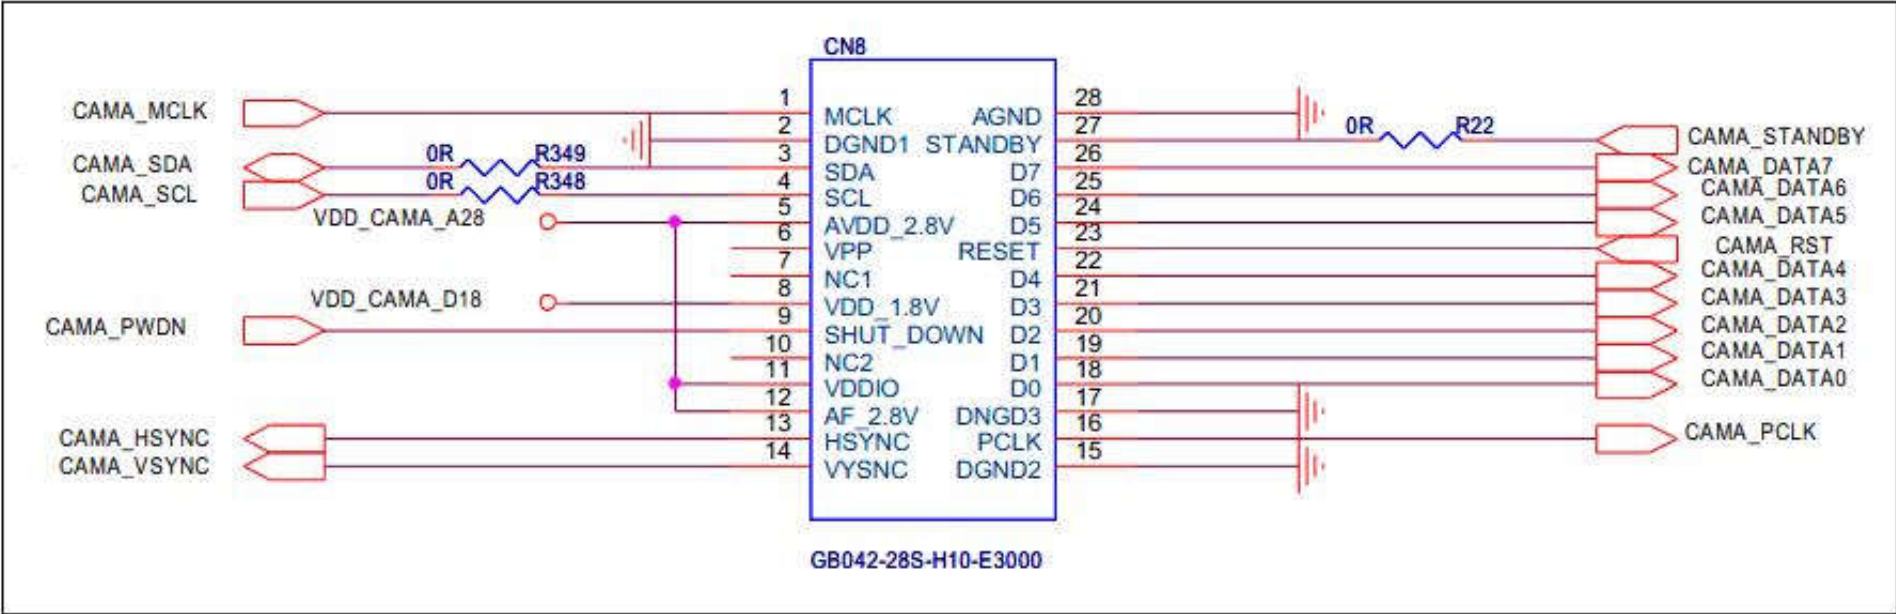 CN8
CAMA_MCLK 1 MCLK AGND 28
2 DGND1 STANDBY 27 0R R22 CAMA_STANDBY
CAMA_SDA 0R R349 3 SDA D7 26 CAMA_DATA7
CAMA_SCL 0R R348 4 SCL D6 25 CAMA_DATA6
VDD_CAMA_A28 5 AVDD_2.8V D5 24 CAMA_DATA5
6 VPP RESET 23 CAMA_RST
7 NC1 D4 22 CAMA_DATA4
VDD_CAMA_D18 8 VDD_1.8V D3 21 CAMA_DATA3
CAMA_PWDN 9 SHUT_DOWN D2 20 CAMA_DATA2
10 NC2 D1 19 CAMA_DATA1
11 VDDIO D0 18 CAMA_DATA0
12 AF_2.8V DNGD3 17
CAMA_HSYNC 13 HSYNC PCLK 16 CAMA_PCLK
CAMA_VSYNC 14 VYSNC DGND2 15
GB042-28S-H10-E3000